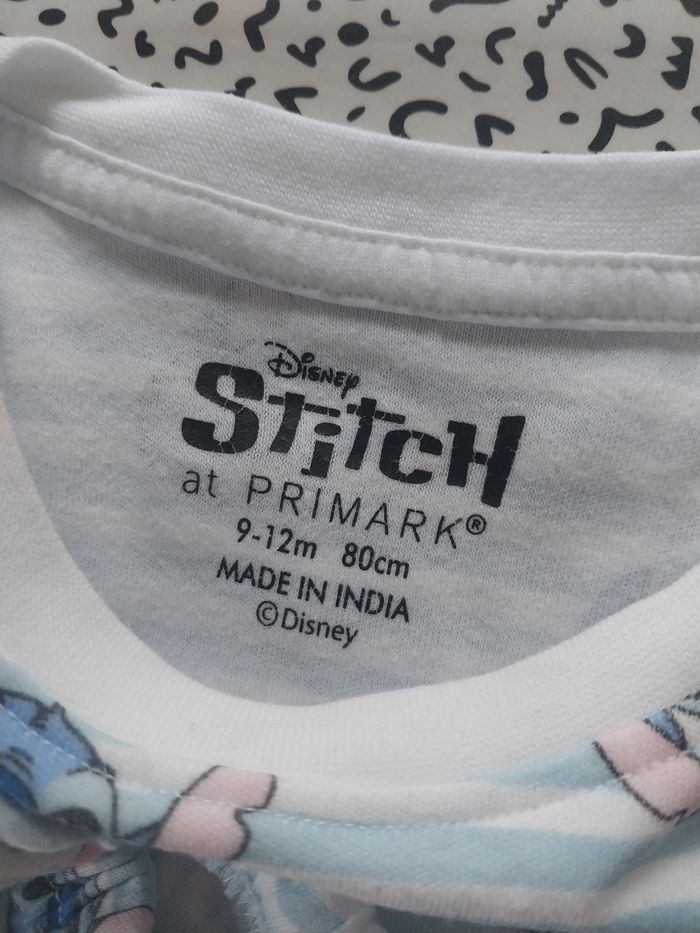 Disney
Stitch
at PRIMARK®
9-12m 80cm
MADE IN INDIA
©Disney